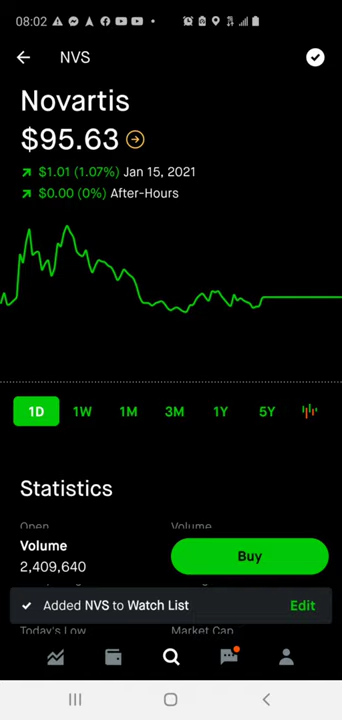 08:02
NVS
Novartis
$95.63
$1.01 (1.07%) Jan 15, 2021
$0.00 (0%) After-Hours
1D 1W 1M 3M 1Y 5Y
Statistics
Open Volume
Volume
2,409,640
Buy
Added NVS to Watch List Edit
Today's Low Market Cap